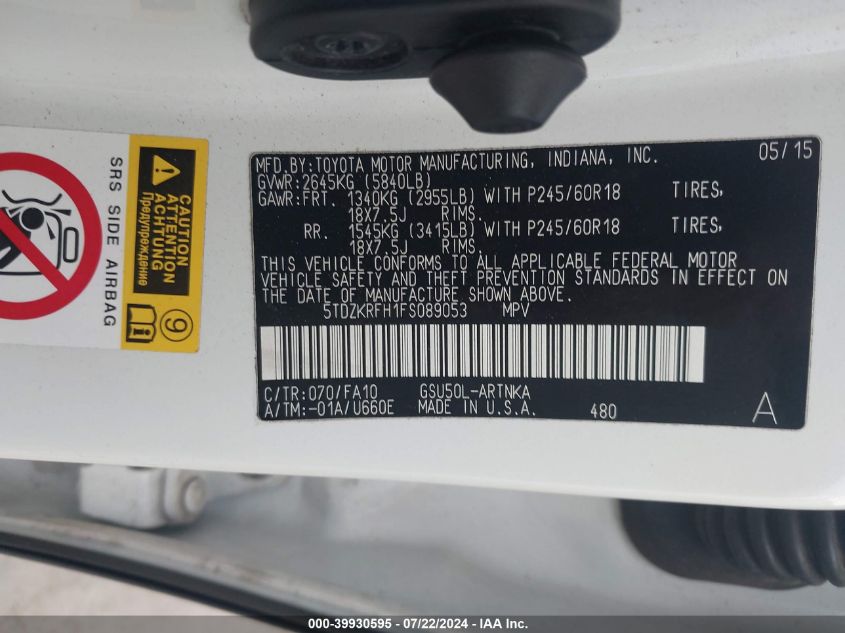 SRS SIDE AIRBAG
CAUTION
ATTENTION
ACHTUNG
Предупреждение
9
MFD.BY:TOYOTA MOTOR MANUFACTURING, INDIANA, INC. 05/15
GVWR:2645KG (5840LB)
GAWR:FRT. 1340KG (2955LB) WITH P245/60R18 TIRES,
18X7.5J RIMS.
RR. 1545KG (3415LB) WITH P245/60R18 TIRES,
18X7.5J RIMS.
THIS VEHICLE CONFORMS TO ALL APPLICABLE FEDERAL MOTOR
VEHICLE SAFETY AND THEFT PREVENTION STANDARDS IN EFFECT ON
THE DATE OF MANUFACTURE SHOWN ABOVE.
5TDZKRFH1FS089053 MPV
C/TR:070/FA10 GSU50L-ARTNKA
A/TM:-01A/U660E MADE IN U.S.A. 480 A
000-39930595 - 07/22/2024 - IAA Inc.